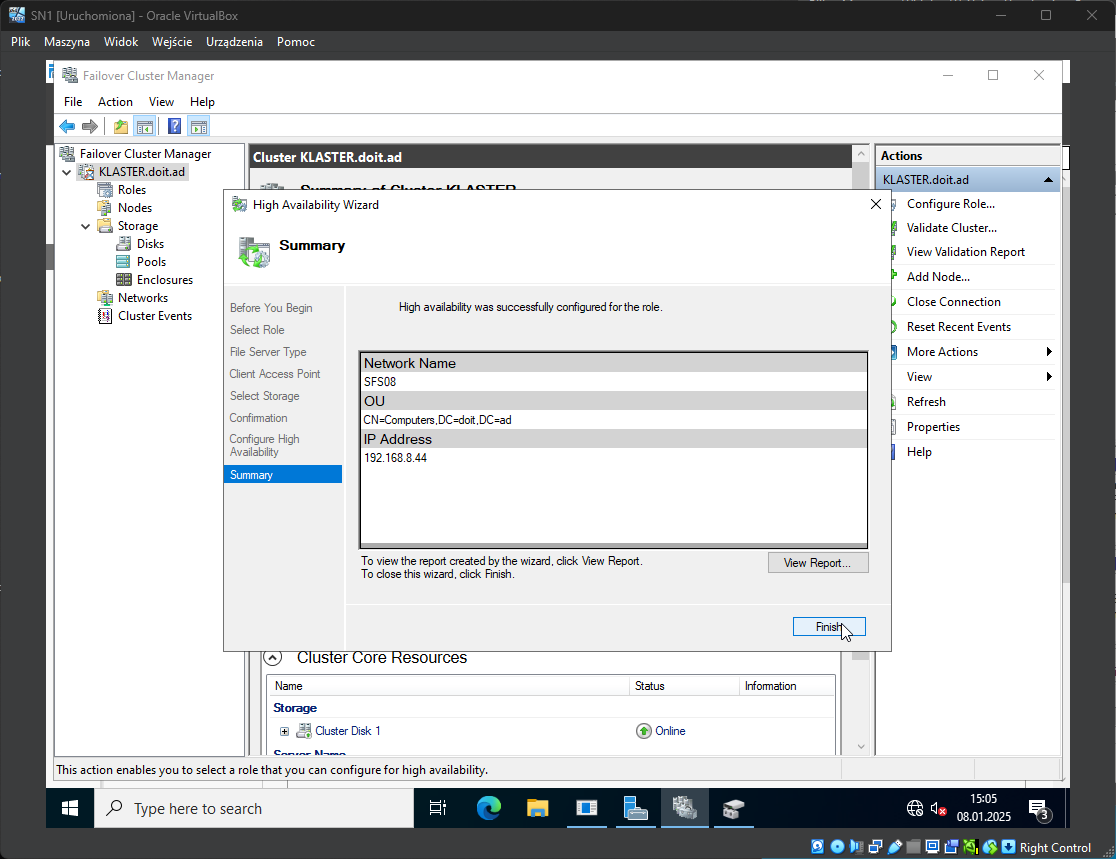 SN1 [Uruchomiona] - Oracle VirtualBox
Plik Maszyna Widok Wejście Urządzenia Pomoc
Failover Cluster Manager
File Action View Help
Failover Cluster Manager
KLASTER.doit.ad
Roles
Nodes
Storage
Disks
Pools
Enclosures
Networks
Cluster Events
Cluster KLASTER.doit.ad
Summary of Cluster KLASTER
High Availability Wizard
Summary
Before You Begin
Select Role
File Server Type
Client Access Point
Select Storage
Confirmation
Configure High
Availability
Summary
High availability was successfully configured for the role.
Network Name
SFS08
OU
CN=Computers,DC=doit,DC=ad
IP Address
192.168.8.44
To view the report created by the wizard, click View Report.
To close this wizard, click Finish.
View Report...
Finish
Cluster Core Resources
Name Status Information
Storage
Cluster Disk 1 Online
Server Name
Actions
KLASTER.doit.ad
Configure Role...
Validate Cluster...
View Validation Report
Add Node...
Close Connection
Reset Recent Events
More Actions
View
Refresh
Properties
Help
This action enables you to select a role that you can configure for high availability.
Type here to search
15:05
08.01.2025
3
Right Control